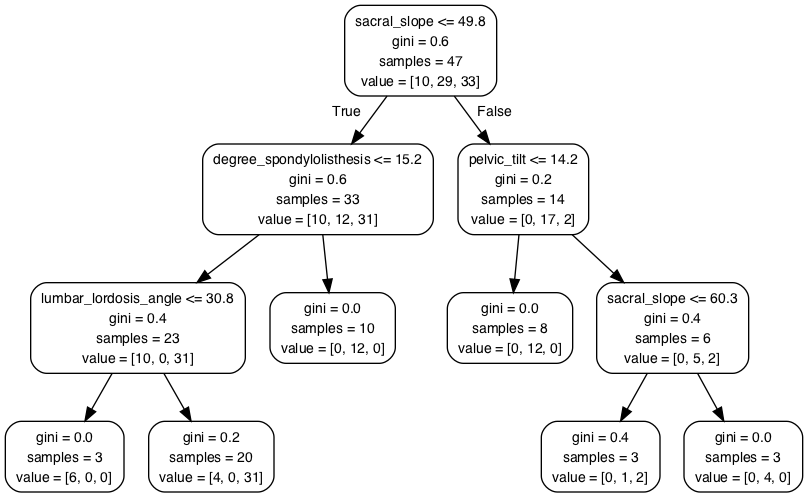 sacral_slope <= 49.8
gini = 0.6
samples = 47
value = [10, 29, 33]
True
False
degree_spondylolisthesis <= 15.2
gini = 0.6
samples = 33
value = [10, 12, 31]
pelvic_tilt <= 14.2
gini = 0.2
samples = 14
value = [0, 17, 2]
lumbar_lordosis_angle <= 30.8
gini = 0.4
samples = 23
value = [10, 0, 31]
gini = 0.0
samples = 10
value = [0, 12, 0]
gini = 0.0
samples = 8
value = [0, 12, 0]
sacral_slope <= 60.3
gini = 0.4
samples = 6
value = [0, 5, 2]
gini = 0.0
samples = 3
value = [6, 0, 0]
gini = 0.2
samples = 20
value = [4, 0, 31]
gini = 0.4
samples = 3
value = [0, 1, 2]
gini = 0.0
samples = 3
value = [0, 4, 0]